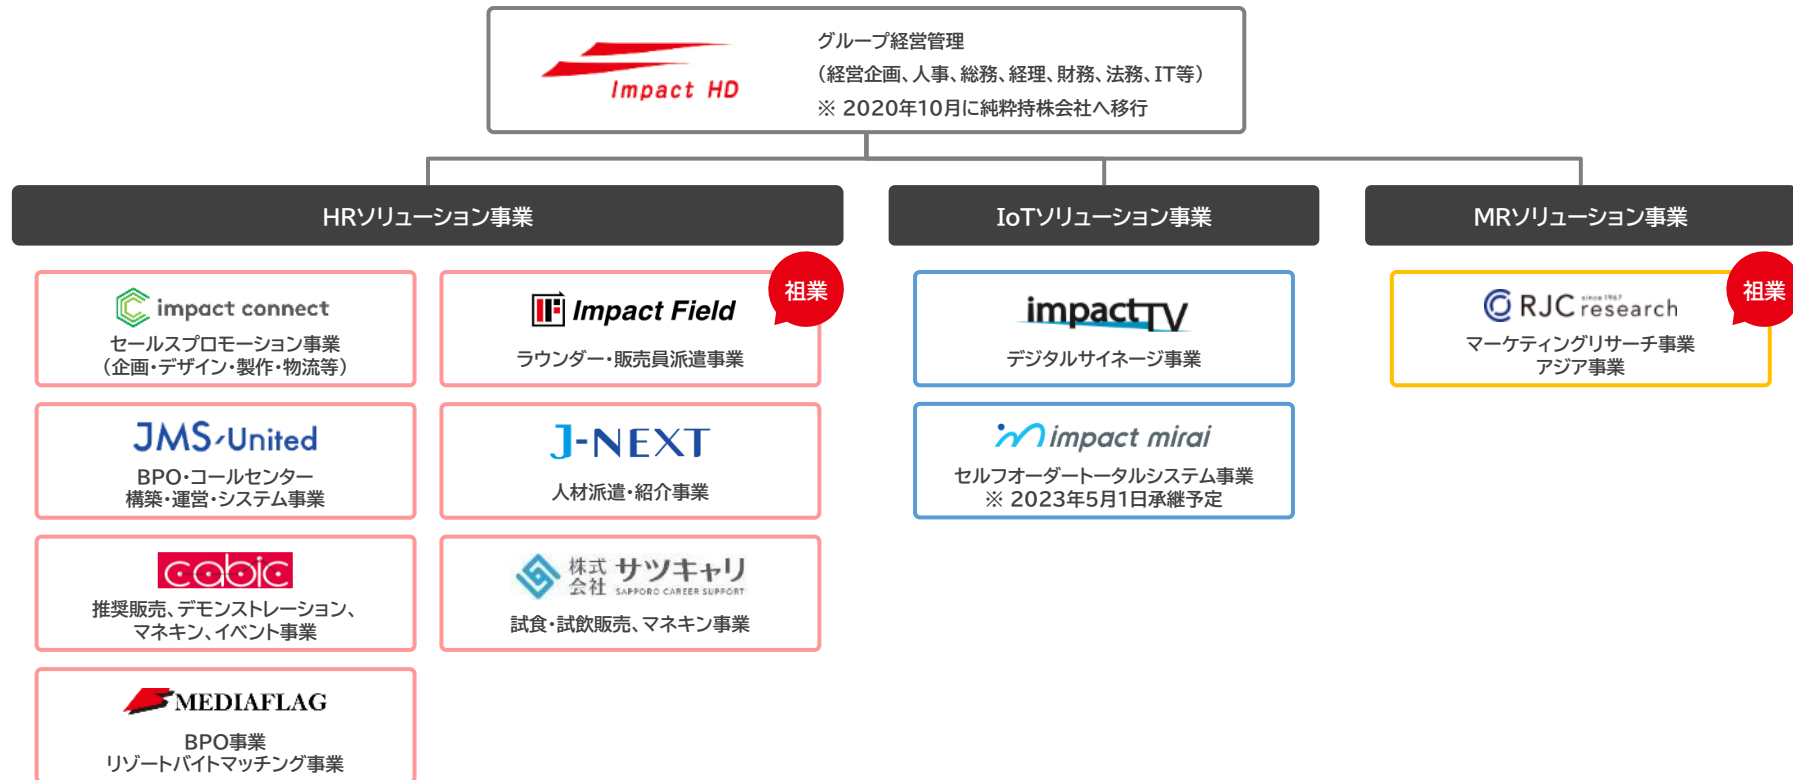 Impact HD
グループ経営管理
（経営企画、人事、総務、経理、財務、法務、IT等）
※ 2020年10月に純粋持株会社へ移行
HRソリューション事業
IoTソリューション事業
MRソリューション事業
impact connect
セールスプロモーション事業
（企画・デザイン・製作・物流等）
祖業
IF Impact Field
ラウンダー・販売員派遣事業
JMS United
BPO・コールセンター
構築・運営・システム事業
J-NEXT
人材派遣・紹介事業
cabic
推奨販売、デモンストレーション、
マネキン、イベント事業
株式会社 サツキャリ
SAPPORO CAREER SUPPORT
試食・試飲販売、マネキン事業
MEDIAFLAG
BPO事業
リゾートバイトマッチング事業
impactTV
デジタルサイネージ事業
impact mirai
セルフオーダートータルシステム事業
※ 2023年5月1日承継予定
祖業
RJC since 1967 research
マーケティングリサーチ事業
アジア事業